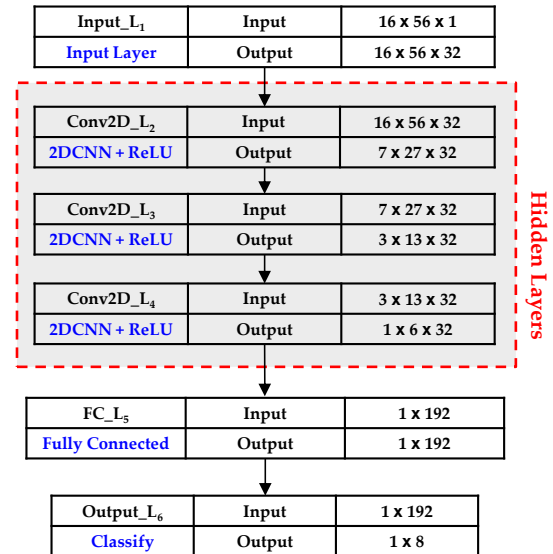 Input_L₁ Input 16 x 56 x 1
Input Layer Output 16 x 56 x 32
Conv2D_L₂ Input 16 x 56 x 32
2DCNN + ReLU Output 7 x 27 x 32
Conv2D_L₃ Input 7 x 27 x 32
2DCNN + ReLU Output 3 x 13 x 32
Conv2D_L₄ Input 3 x 13 x 32
2DCNN + ReLU Output 1 x 6 x 32
Hidden Layers
FC_L₅ Input 1 x 192
Fully Connected Output 1 x 192
Output_L₆ Input 1 x 192
Classify Output 1 x 8